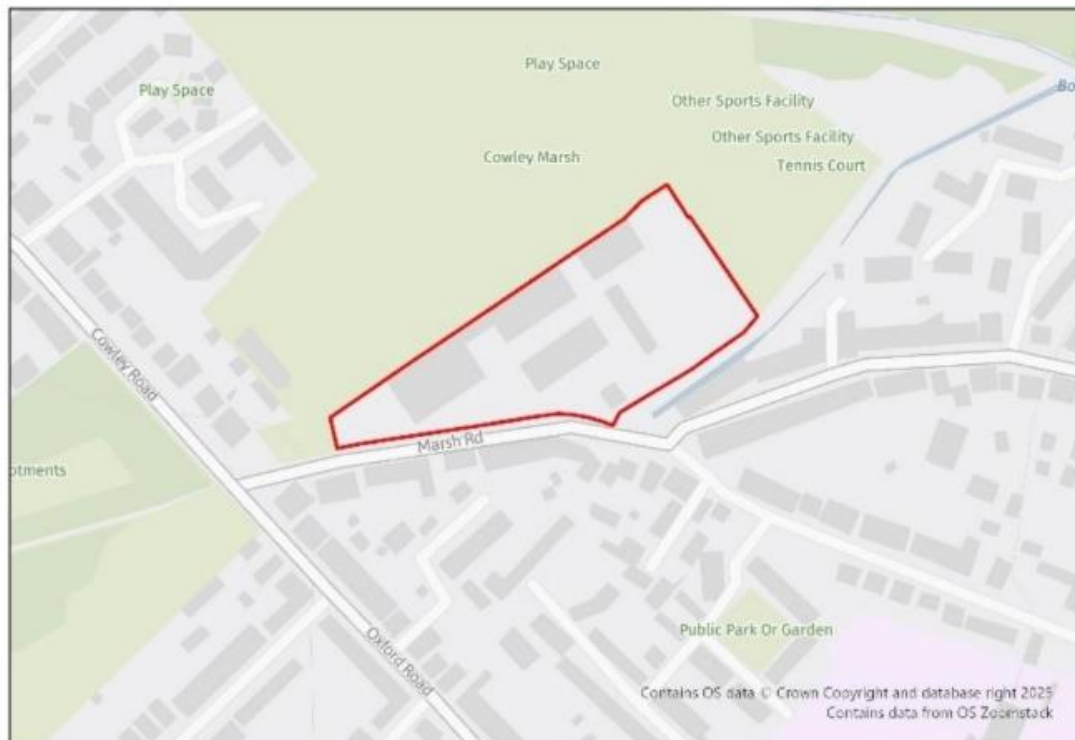 Play Space
Play Space
Other Sports Facility
Other Sports Facility
Cowley Marsh
Tennis Court
Cowley Road
Marsh Rd
Oxford Road
Public Park Or Garden
Contains OS data © Crown Copyright and database right 2025
Contains data from OS Zoomstack